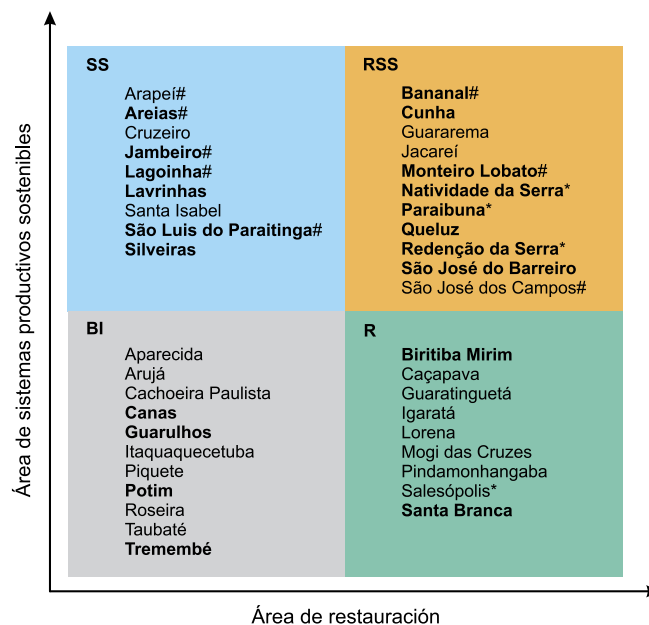 SS
Arapeí#
Areias#
Cruzeiro
Jambeiro#
Lagoinha#
Lavrinhas
Santa Isabel
São Luis do Paraitinga#
Silveiras
RSS
Bananal#
Cunha
Guararema
Jacareí
Monteiro Lobato#
Natividade da Serra*
Paraibuna*
Queluz
Redenção da Serra*
São José do Barreiro
São José dos Campos#
BI
Aparecida
Arujá
Cachoeira Paulista
Canas
Guarulhos
Itaquaquecetuba
Piquete
Potim
Roseira
Taubaté
Tremembé
R
Biritiba Mirim
Caçapava
Guaratinguetá
Igaratá
Lorena
Mogi das Cruzes
Pindamonhangaba
Salesópolis*
Santa Branca
Área de sistemas productivos sostenibles
Área de restauración